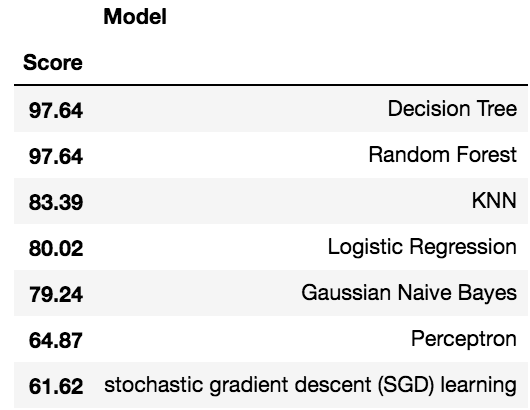 Model
Score
97.64 Decision Tree
97.64 Random Forest
83.39 KNN
80.02 Logistic Regression
79.24 Gaussian Naive Bayes
64.87 Perceptron
61.62 stochastic gradient descent (SGD) learning